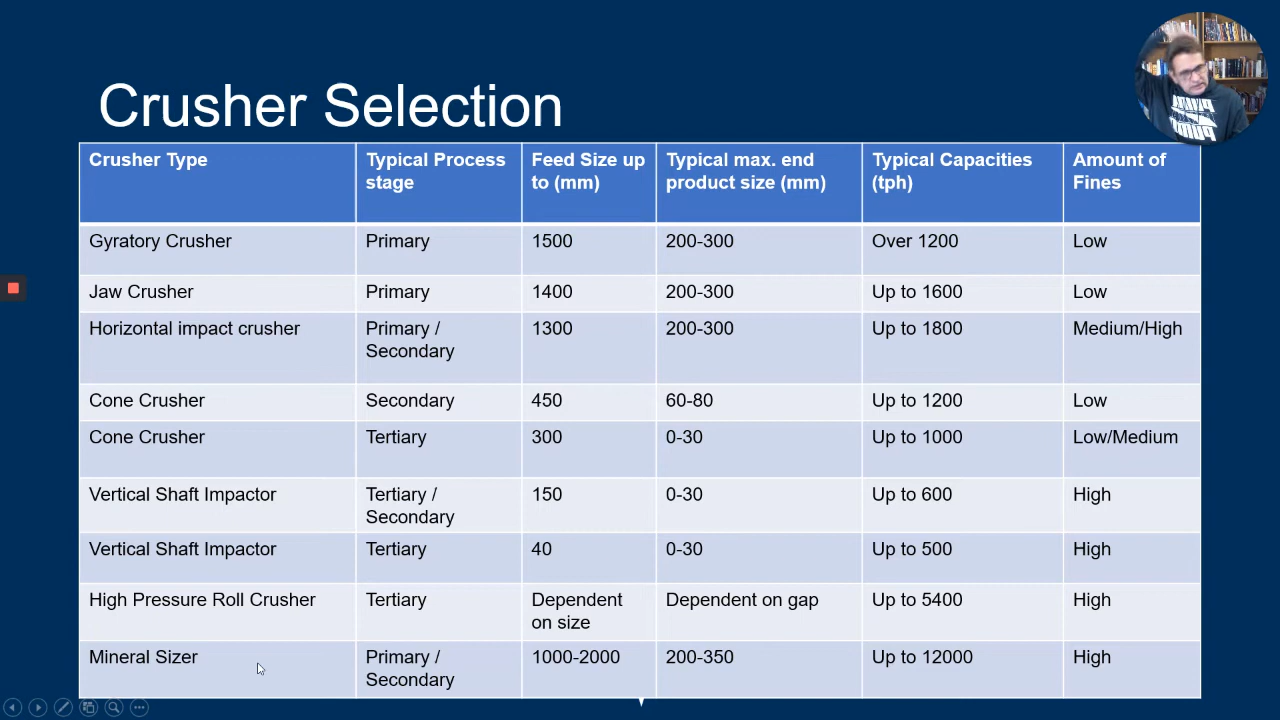 Crusher Selection
Crusher Type
Typical Process
stage
Feed Size up
to (mm)
Typical max. end
product size (mm)
Typical Capacities
(tph)
Amount of
Fines
Gyratory Crusher
Primary
1500
200-300
Over 1200
Low
Jaw Crusher
Primary
1400
200-300
Up to 1600
Low
Horizontal impact crusher
Primary /
Secondary
1300
200-300
Up to 1800
Medium/High
Cone Crusher
Secondary
450
60-80
Up to 1200
Low
Cone Crusher
Tertiary
300
0-30
Up to 1000
Low/Medium
Vertical Shaft Impactor
Tertiary /
Secondary
150
0-30
Up to 600
High
Vertical Shaft Impactor
Tertiary
40
0-30
Up to 500
High
High Pressure Roll Crusher
Tertiary
Dependent
on size
Dependent on gap
Up to 5400
High
Mineral Sizer
Primary /
Secondary
1000-2000
200-350
Up to 12000
High